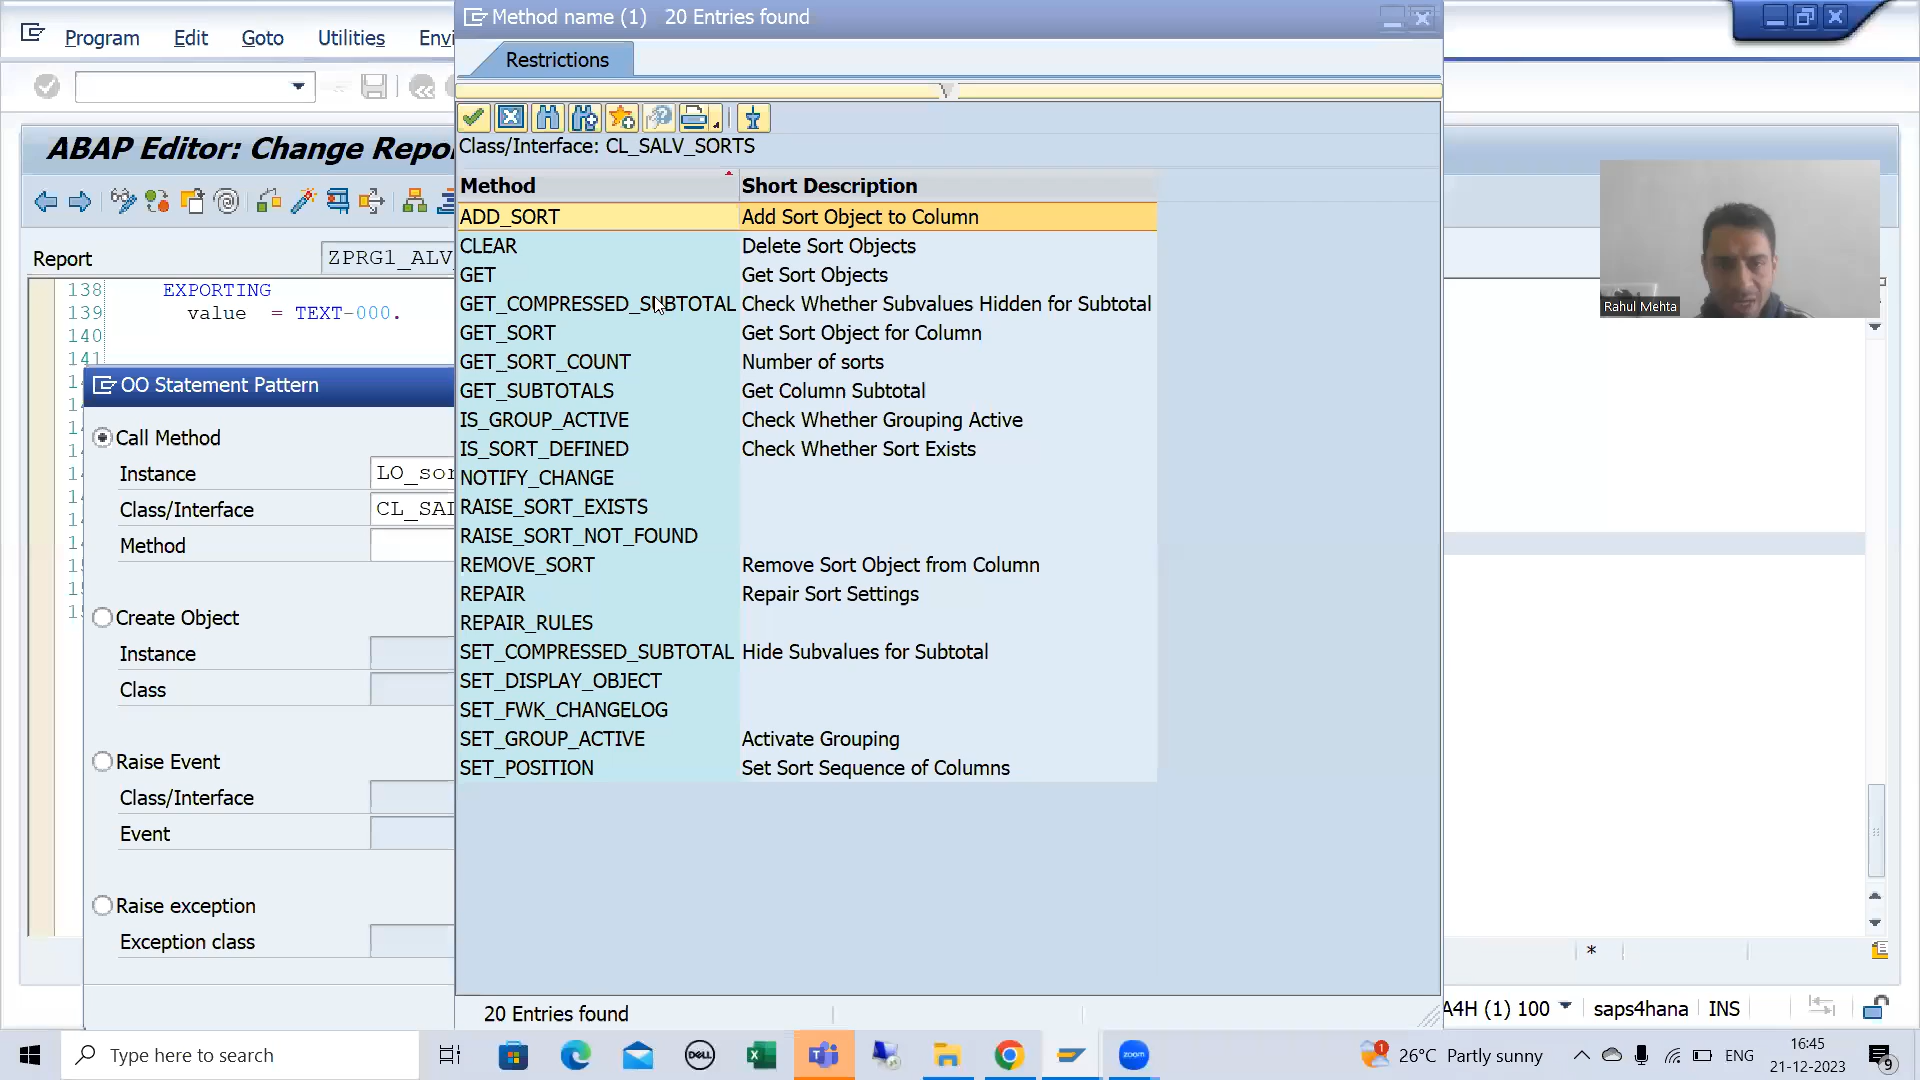 Method name (1) 20 Entries found
Program Edit Goto Utilities Envi
Restrictions
ABAP Editor: Change Repor
Class/Interface: CL_SALV_SORTS
Method Short Description
ADD_SORT Add Sort Object to Column
CLEAR Delete Sort Objects
GET Get Sort Objects
GET_COMPRESSED_SUBTOTAL Check Whether Subvalues Hidden for Subtotal
GET_SORT Get Sort Object for Column
GET_SORT_COUNT Number of sorts
GET_SUBTOTALS Get Column Subtotal
IS_GROUP_ACTIVE Check Whether Grouping Active
IS_SORT_DEFINED Check Whether Sort Exists
NOTIFY_CHANGE
RAISE_SORT_EXISTS
RAISE_SORT_NOT_FOUND
REMOVE_SORT Remove Sort Object from Column
REPAIR Repair Sort Settings
REPAIR_RULES
SET_COMPRESSED_SUBTOTAL Hide Subvalues for Subtotal
SET_DISPLAY_OBJECT
SET_FWK_CHANGELOG
SET_GROUP_ACTIVE Activate Grouping
SET_POSITION Set Sort Sequence of Columns
20 Entries found
Report ZPRG1_ALV_
138 EXPORTING
139 value = TEXT-000.
140
141
OO Statement Pattern
Call Method
Instance LO_sor
Class/Interface CL_SAL
Method
Create Object
Instance
Class
Raise Event
Class/Interface
Event
Raise exception
Exception class
Rahul Mehta
*
A4H (1) 100 saps4hana INS
Type here to search
DELL
zoom
1
26°C Partly sunny
ENG
16:45
21-12-2023
9